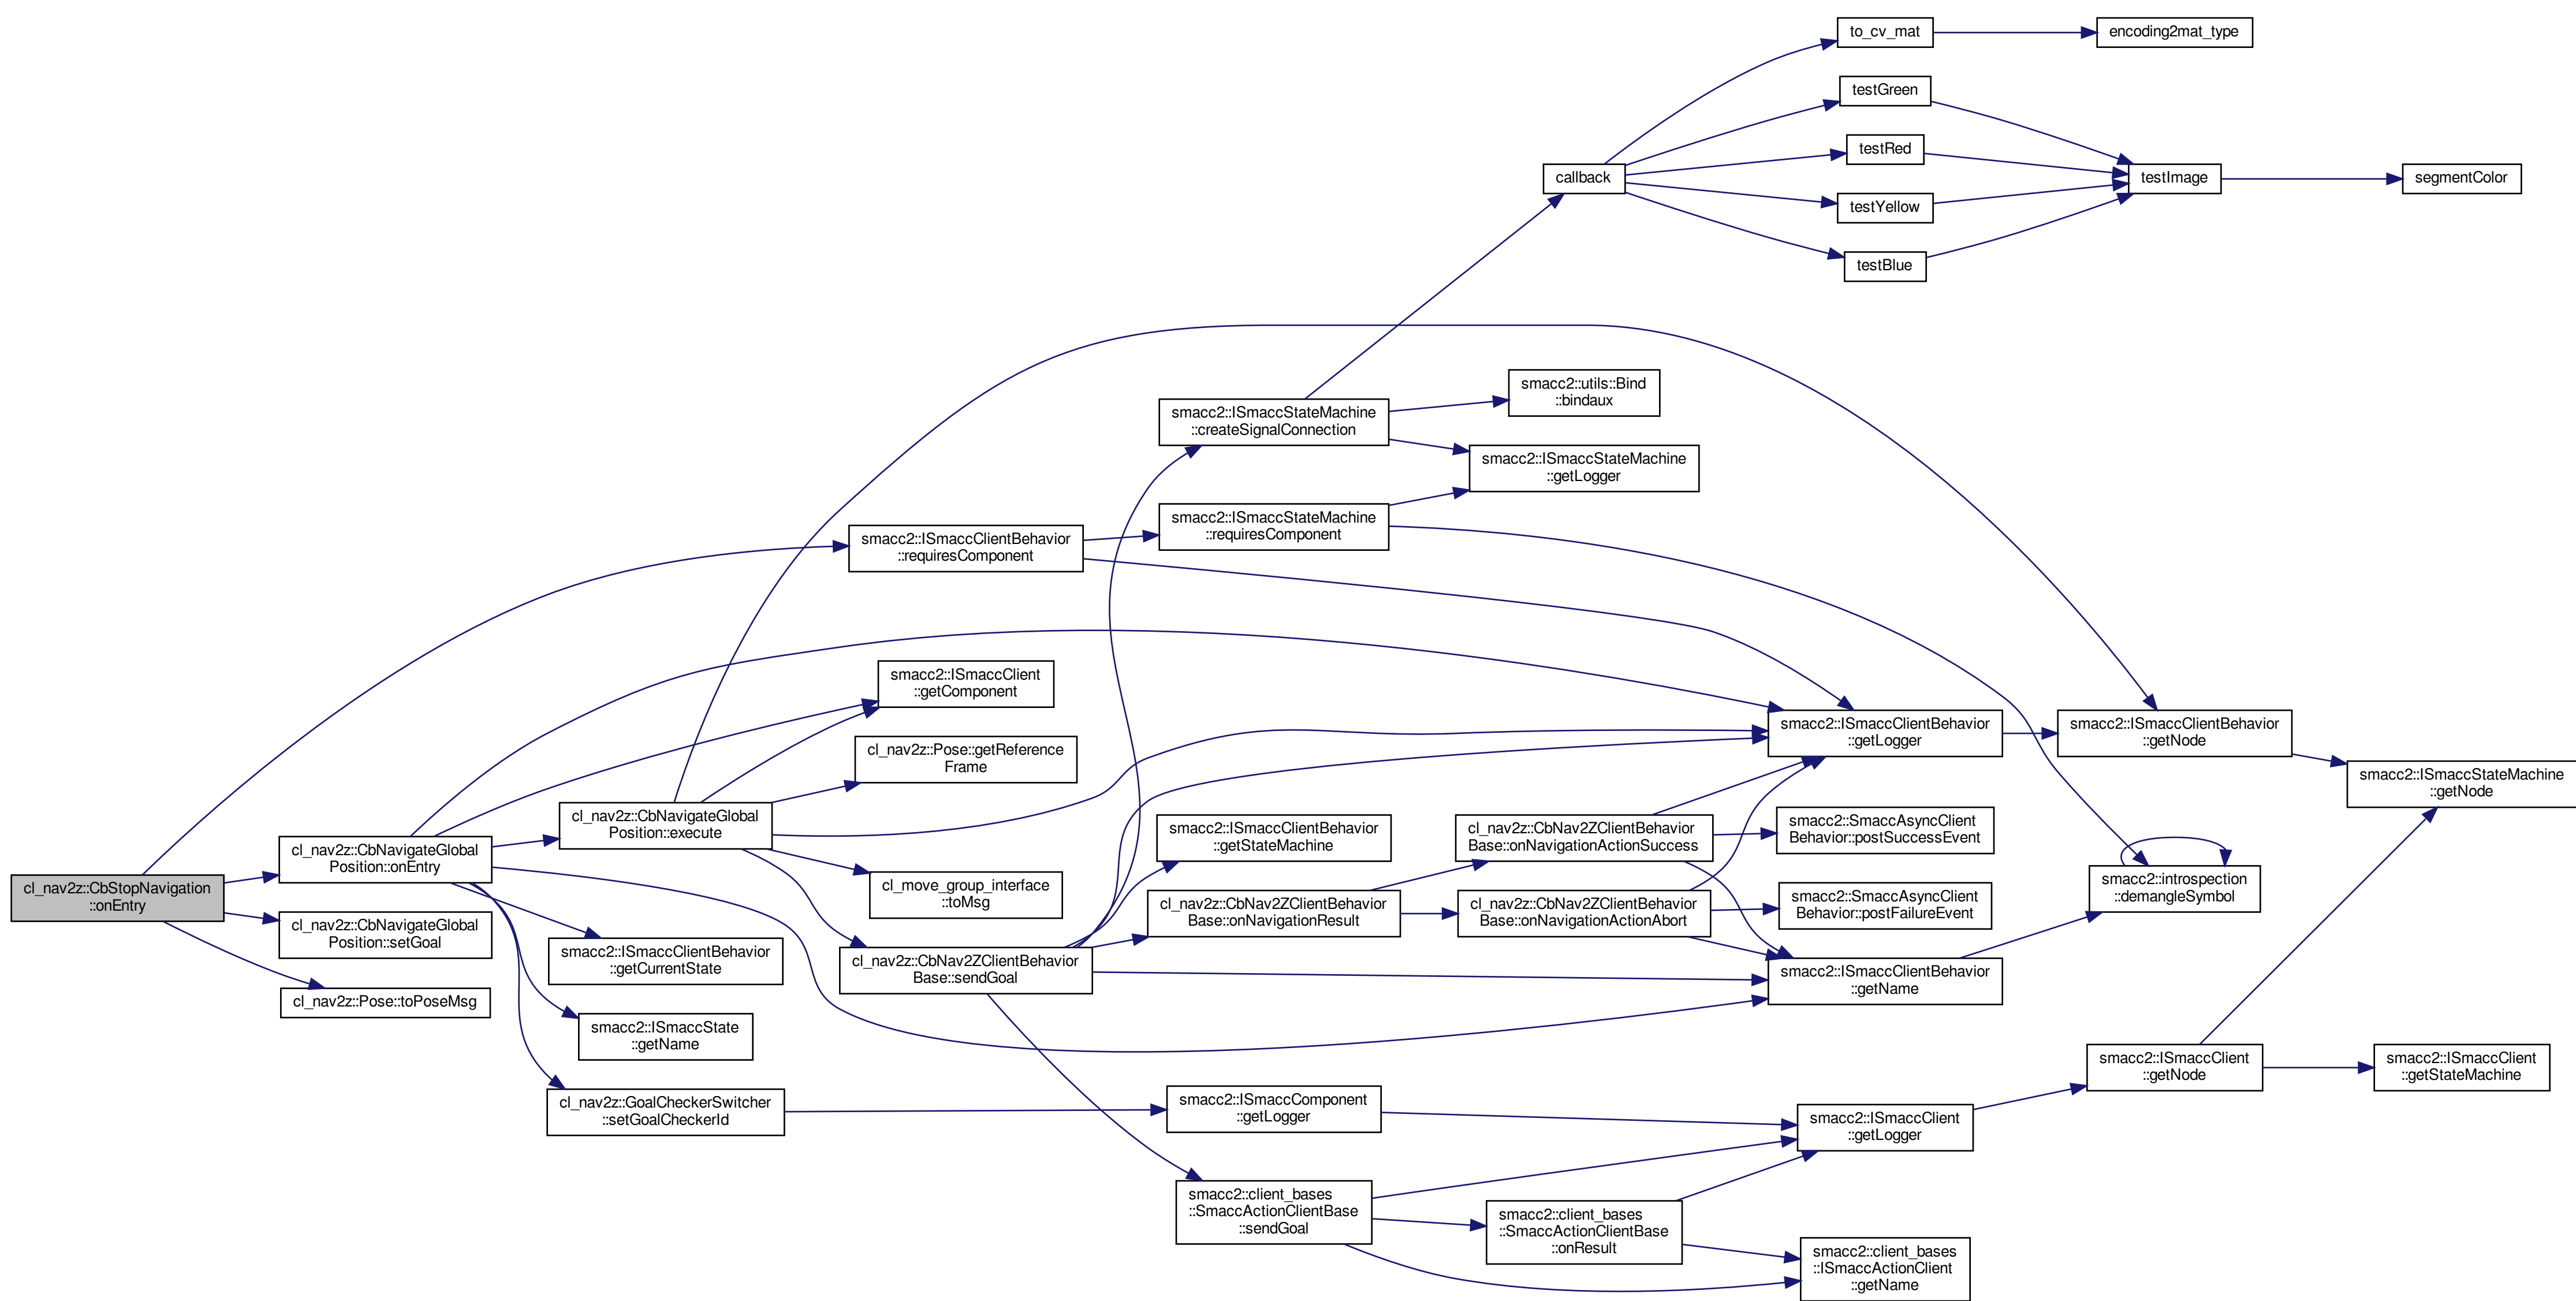 to_cv_mat
encoding2mat_type
testGreen
testRed
callback
testImage
segmentColor
testYellow
testBlue
smacc2::utils::Bind
::bindaux
smacc2::ISmaccStateMachine
::createSignalConnection
smacc2::ISmaccStateMachine
::getLogger
smacc2::ISmaccStateMachine
::requiresComponent
smacc2::ISmaccClientBehavior
::requiresComponent
smacc2::ISmaccClient
::getComponent
smacc2::ISmaccClientBehavior
::getLogger
smacc2::ISmaccClientBehavior
::getNode
cl_nav2z::Pose::getReference
Frame
smacc2::ISmaccStateMachine
::getNode
cl_nav2z::CbNavigateGlobal
Position::execute
smacc2::ISmaccClientBehavior
::getStateMachine
cl_nav2z::CbNav2ZClientBehavior
Base::onNavigationActionSuccess
smacc2::SmaccAsyncClient
Behavior::postSuccessEvent
cl_nav2z::CbNavigateGlobal
Position::onEntry
cl_nav2z::CbStopNavigation
::onEntry
cl_move_group_interface
::toMsg
smacc2::introspection
::demangleSymbol
cl_nav2z::CbNav2ZClientBehavior
Base::onNavigationResult
cl_nav2z::CbNav2ZClientBehavior
Base::onNavigationActionAbort
smacc2::SmaccAsyncClient
Behavior::postFailureEvent
cl_nav2z::CbNavigateGlobal
Position::setGoal
smacc2::ISmaccClientBehavior
::getCurrentState
cl_nav2z::CbNav2ZClientBehavior
Base::sendGoal
smacc2::ISmaccClientBehavior
::getName
cl_nav2z::Pose::toPoseMsg
smacc2::ISmaccState
::getName
smacc2::ISmaccClient
::getNode
smacc2::ISmaccClient
::getStateMachine
cl_nav2z::GoalCheckerSwitcher
::setGoalCheckerId
smacc2::ISmaccComponent
::getLogger
smacc2::ISmaccClient
::getLogger
smacc2::client_bases
::SmaccActionClientBase
::sendGoal
smacc2::client_bases
::SmaccActionClientBase
::onResult
smacc2::client_bases
::ISmaccActionClient
::getName